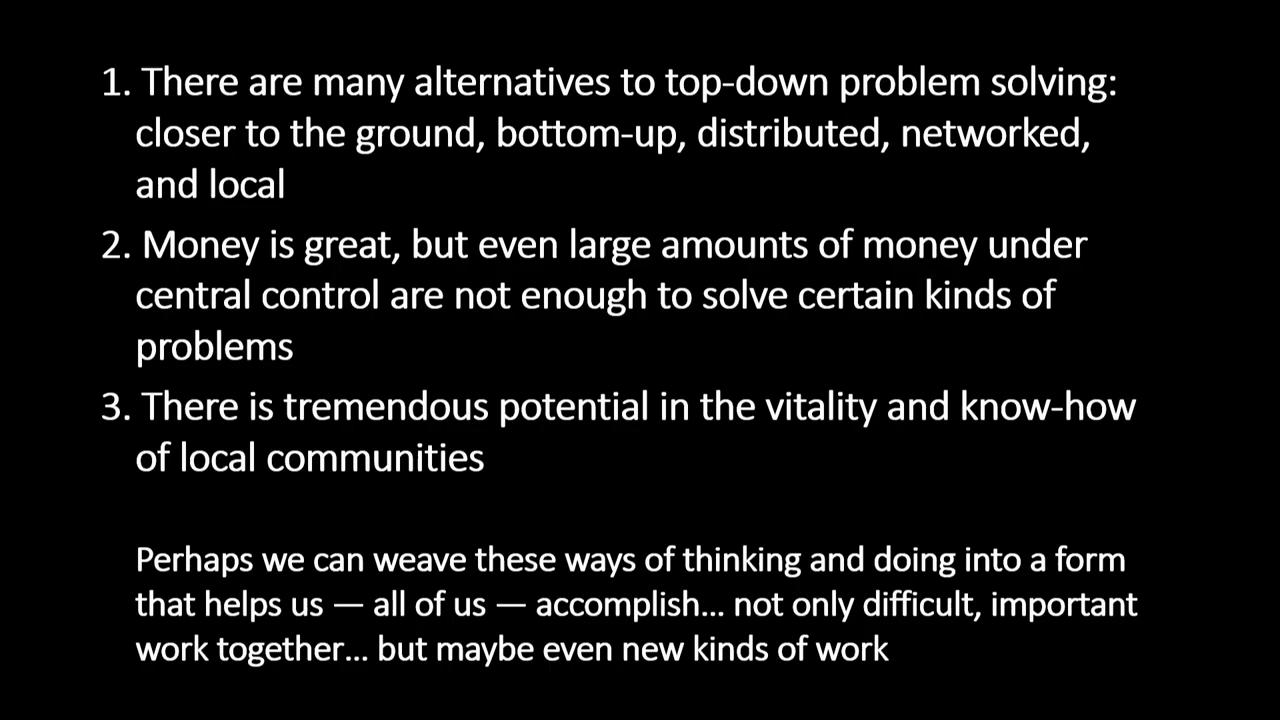 1. There are many alternatives to top-down problem solving:
closer to the ground, bottom-up, distributed, networked,
and local
2. Money is great, but even large amounts of money under
central control are not enough to solve certain kinds of
problems
3. There is tremendous potential in the vitality and know-how
of local communities
Perhaps we can weave these ways of thinking and doing into a form
that helps us — all of us — accomplish... not only difficult, important
work together... but maybe even new kinds of work